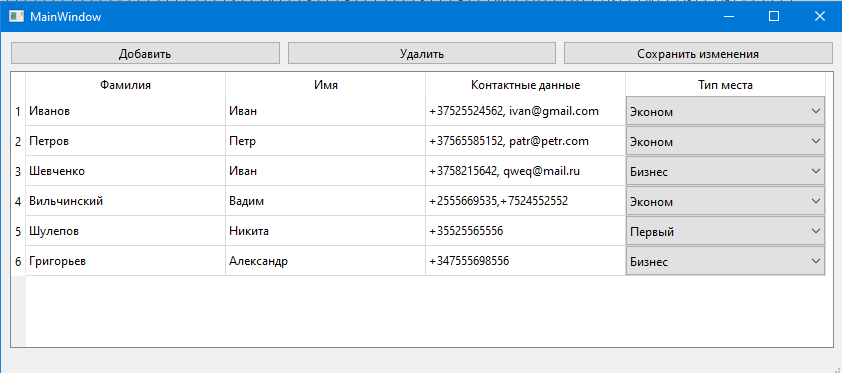 MainWindow
Добавить Удалить Сохранить изменения
Фамилия Имя Контактные данные Тип места
1 Иванов Иван +37525524562, ivan@gmail.com Эконом
2 Петров Петр +37565585152, patr@petr.com Эконом
3 Шевченко Иван +3758215642, qweq@mail.ru Бизнес
4 Вильчинский Вадим +2555669535,+7524552552 Эконом
5 Шулепов Никита +35525565556 Первый
6 Григорьев Александр +347555698556 Бизнес